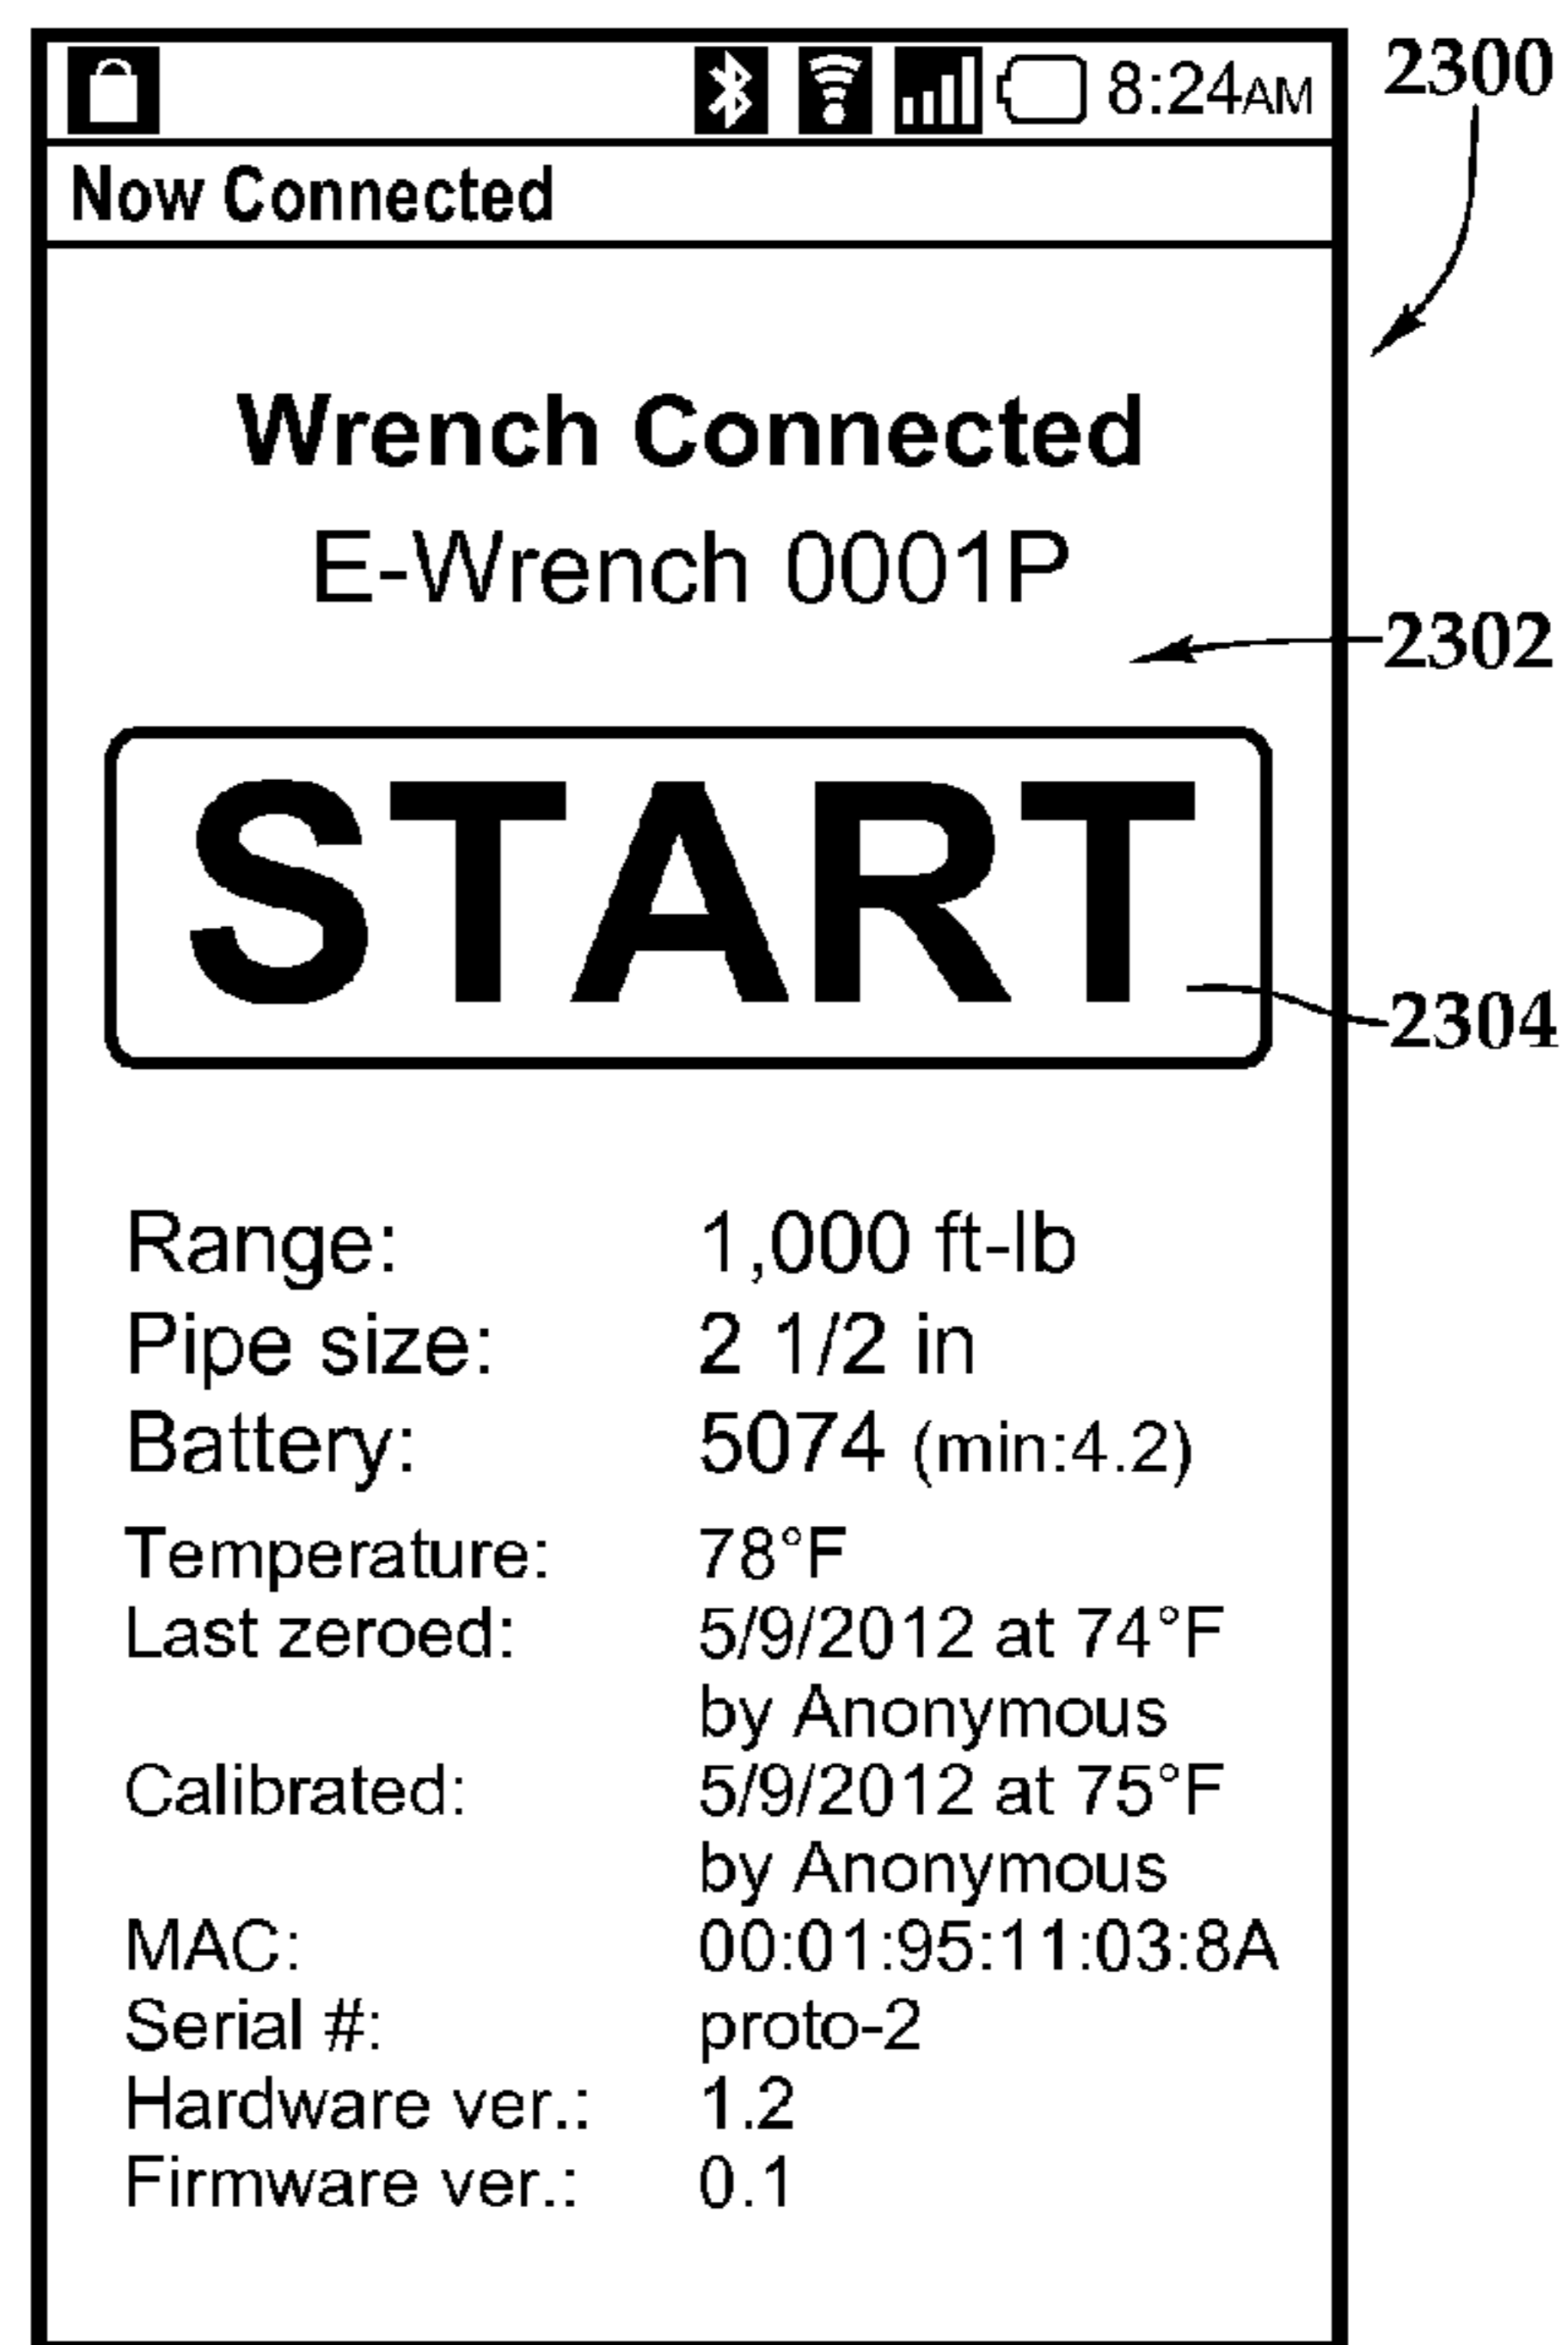 8:24AM
2300
Now Connected
Wrench Connected
E-Wrench 0001P
2302
START
2304
Range: 1,000 ft-lb
Pipe size: 2 1/2 in
Battery: 5074 (min:4.2)
Temperature: 78°F
Last zeroed: 5/9/2012 at 74°F
by Anonymous
Calibrated: 5/9/2012 at 75°F
by Anonymous
MAC: 00:01:95:11:03:8A
Serial #: proto-2
Hardware ver.: 1.2
Firmware ver.: 0.1